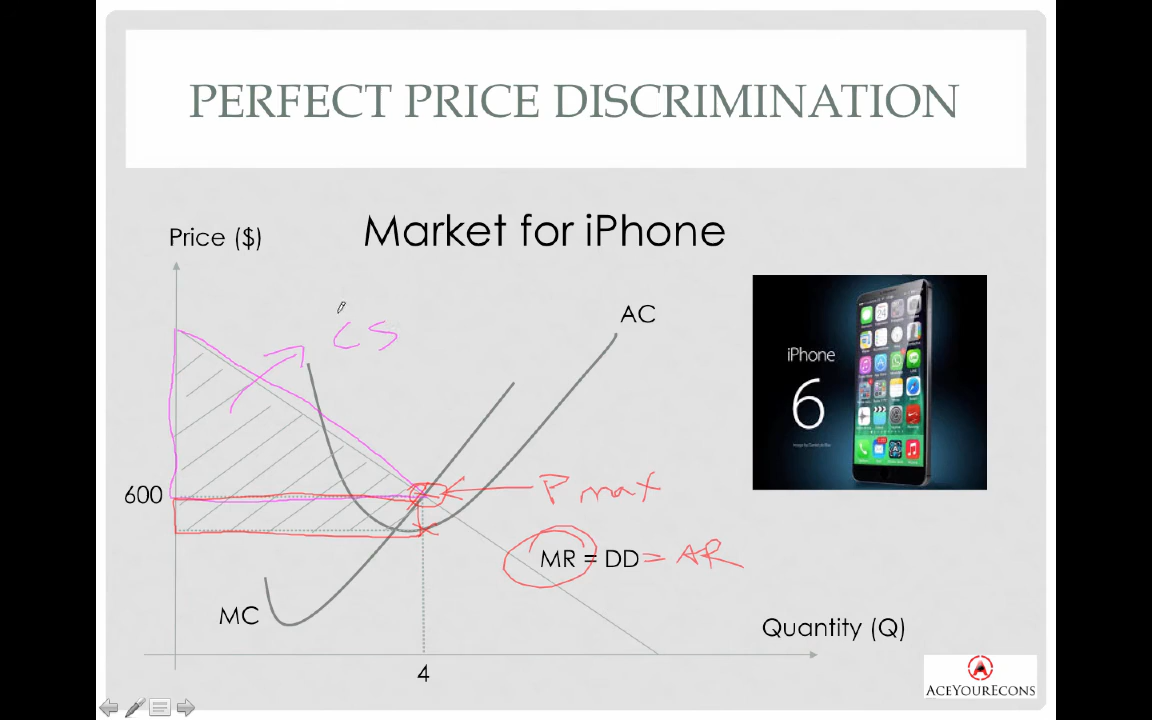 PERFECT PRICE DISCRIMINATION
Market for iPhone
Price ($)
CS
AC
iPhone
6
600
P max
MR = DD = AR
MC
Quantity (Q)
4
ACEYOURECONS